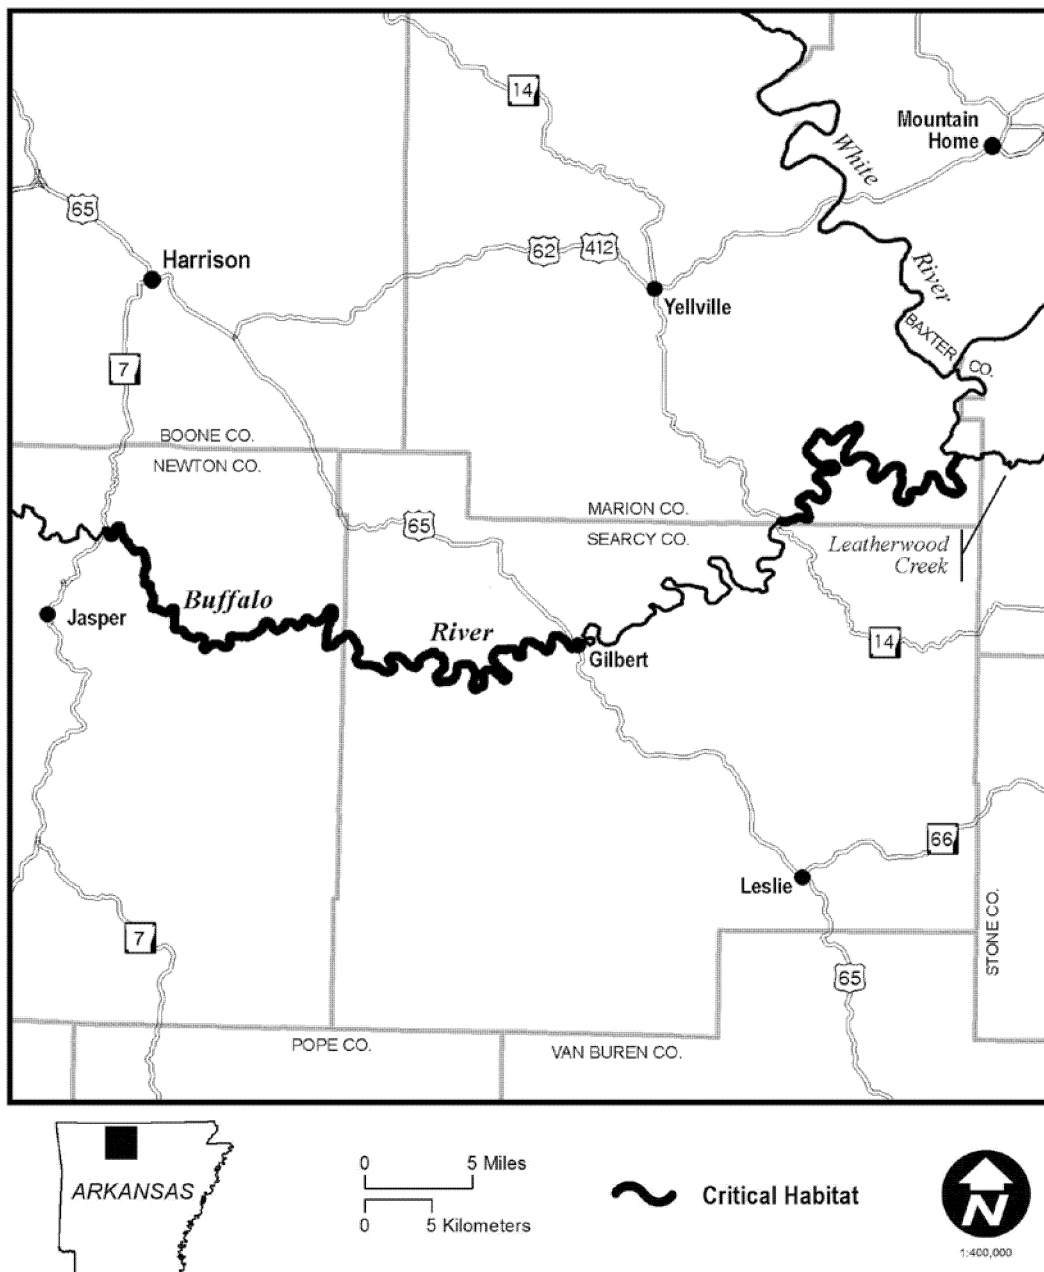 14
Mountain
Home
White
65
62
412
Harrison
River
Yellville
BAXTER
CO.
7
BOONE CO.
NEWTON CO.
65
MARION CO.
SEARCY CO.
Leatherwood
Creek
Buffalo
River
Jasper
Gilbert
14
66
Leslie
STONE CO.
7
65
POPE CO.
VAN BUREN CO.
ARKANSAS
0 5 Miles
0 5 Kilometers
Critical Habitat
N
1:400,000